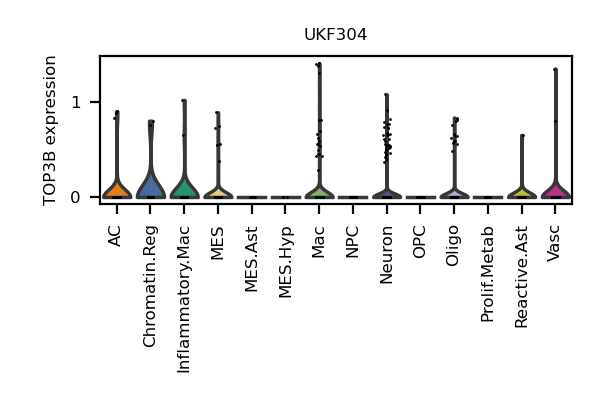 UKF304
TOP3B expression
1
0
AC
Chromatin.Reg
Inflammatory.Mac
MES
MES.Ast
MES.Hyp
Mac
NPC
Neuron
OPC
Oligo
Prolif.Metab
Reactive.Ast
Vasc